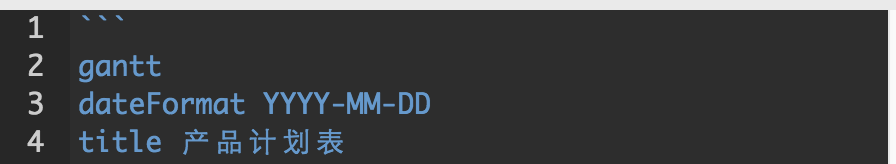 1 ```
2 gantt
3 dateFormat YYYY-MM-DD
4 title 产品计划表